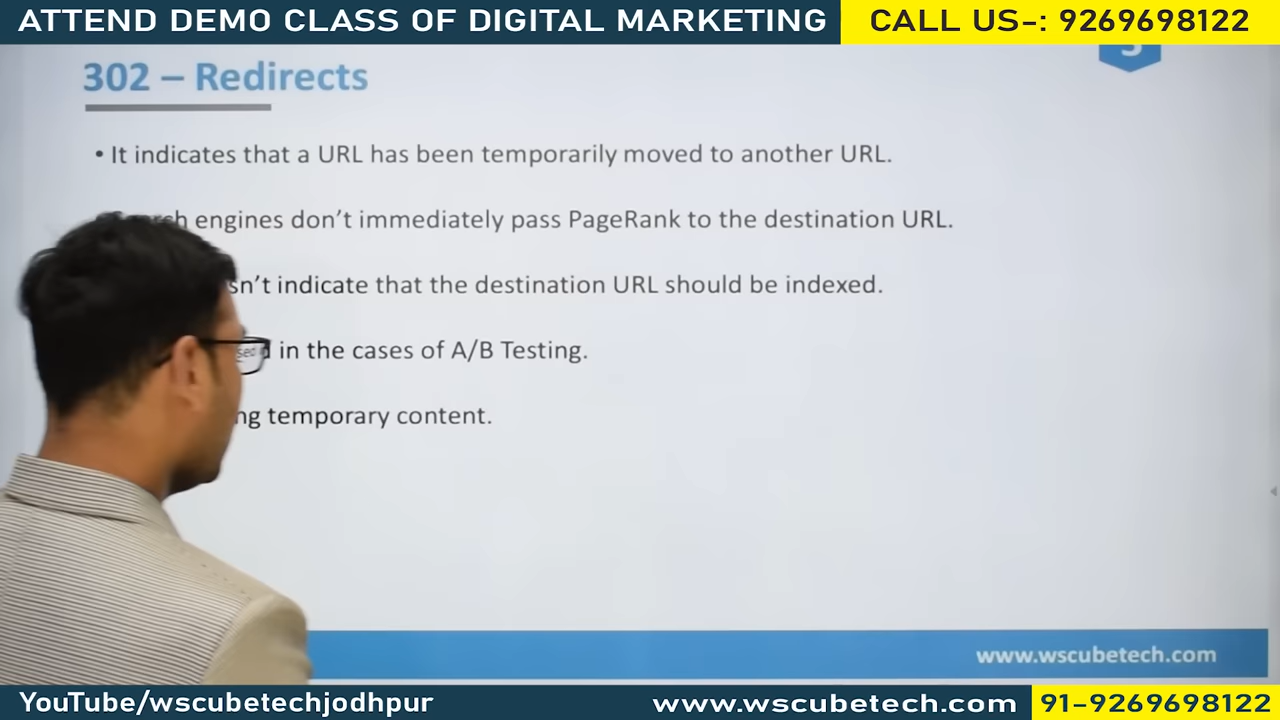 ATTEND DEMO CLASS OF DIGITAL MARKETING
CALL US-: 9269698122
302 – Redirects
• It indicates that a URL has been temporarily moved to another URL.
engines don't immediately pass PageRank to the destination URL.
indicate that the destination URL should be indexed.
in the cases of A/B Testing.
temporary content.
www.wscubetech.com
YouTube/wscubetechjodhpur
www.wscubetech.com
91-9269698122